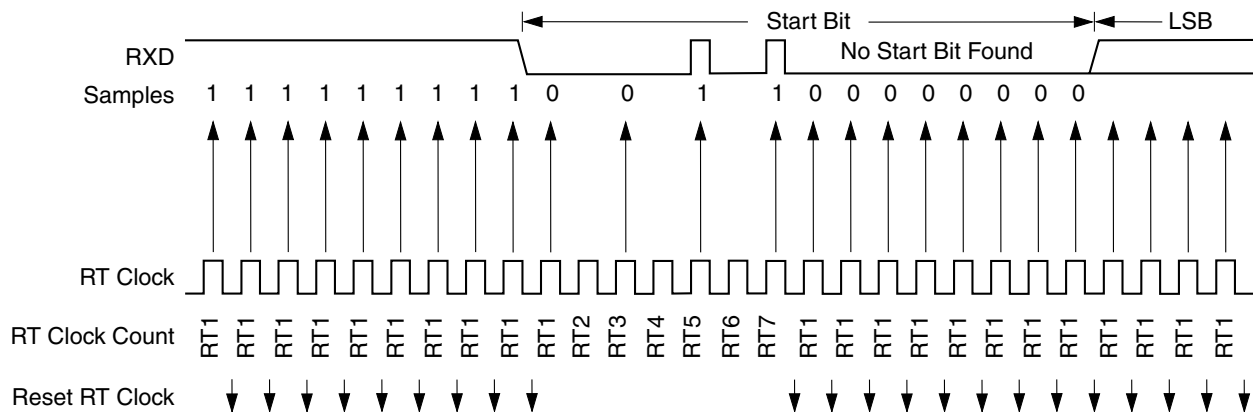 Start Bit LSB
RXD No Start Bit Found
Samples 1 1 1 1 1 1 1 1 1 0 0 1 1 0 0 0 0 0 0 0 0
RT Clock
RT Clock Count RT1 RT1 RT1 RT1 RT1 RT1 RT1 RT1 RT1 RT1 RT2 RT3 RT4 RT5 RT6 RT7 RT1 RT1 RT1 RT1 RT1 RT1 RT1 RT1 RT1 RT1 RT1 RT1
Reset RT Clock